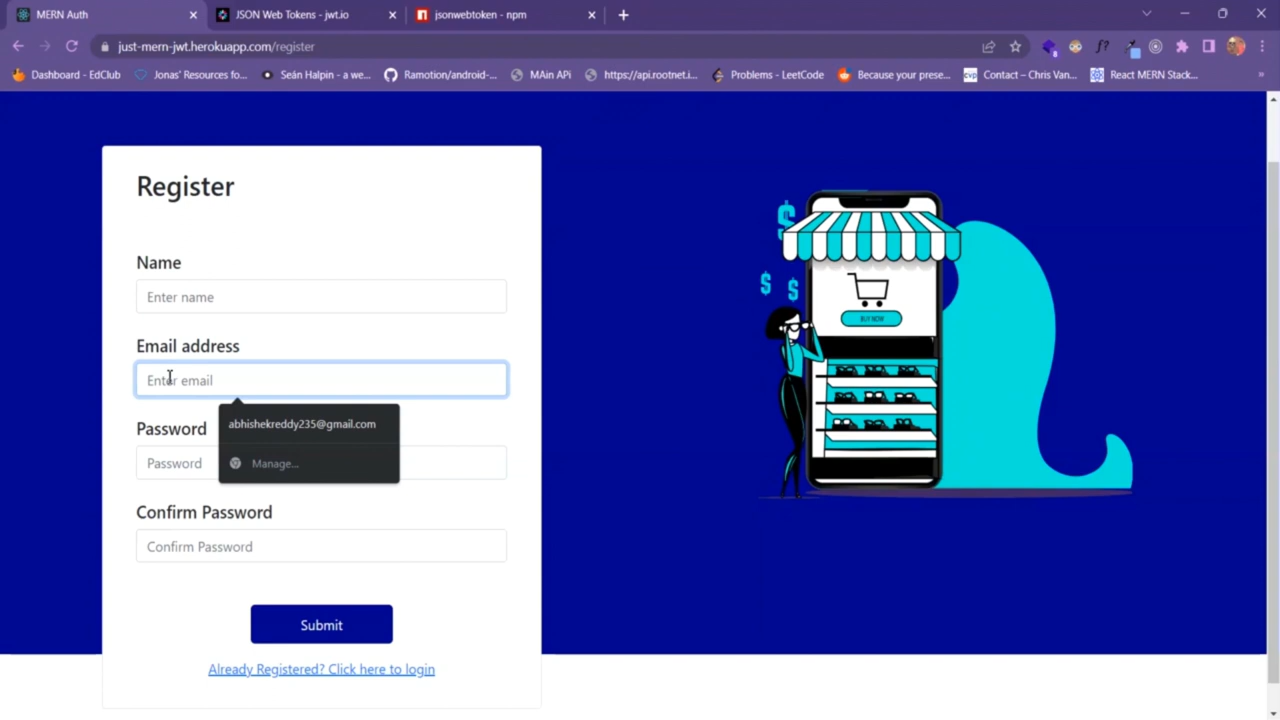 MERN Auth
JSON Web Tokens - jwt.io
jsonwebtoken - npm
just-mern-jwt.herokuapp.com/register
Dashboard - EdClub
Jonas' Resources fo...
Seán Halpin - a we...
Ramotion/android-...
MAin APi
https://api.rootnet.i...
Problems - LeetCode
Because your prese...
Contact – Chris Van...
React MERN Stack...
Register
Name
Enter name
Email address
Enter email
abhishekreddy235@gmail.com
Manage...
Password
Password
Confirm Password
Confirm Password
Submit
Already Registered? Click here to login
BUY NOW